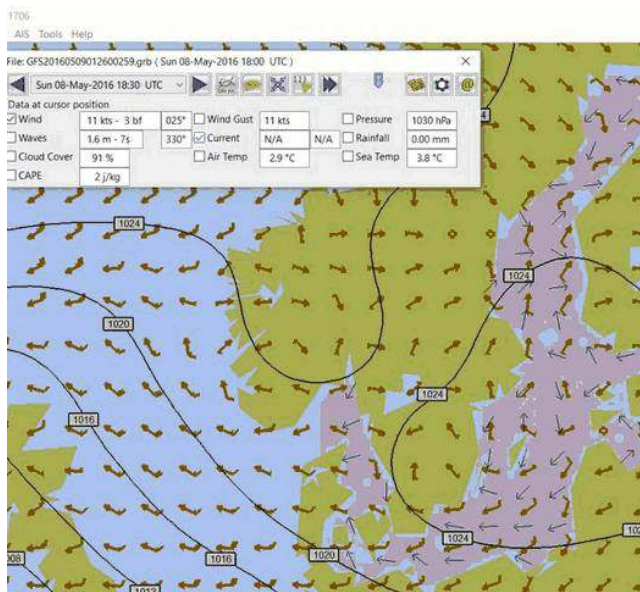 1706
AIS Tools Help
File: GFS20160509012600259.grb ( Sun 08-May-2016 18:00 UTC )
Sun 08-May-2016 18:30 UTC
Data at cursor position
Wind 11 kts - 3 bf 025° Wind Gust 11 kts Pressure 1030 hPa
Waves 1.6 m - 7s 330° Current N/A N/A Rainfall 0.00 mm
Cloud Cover 91 % Air Temp 2.9 °C Sea Temp 3.8 °C
CAPE 2 j/kg
1024
1024
1020
1024
1016
1024
1016
1020
1012